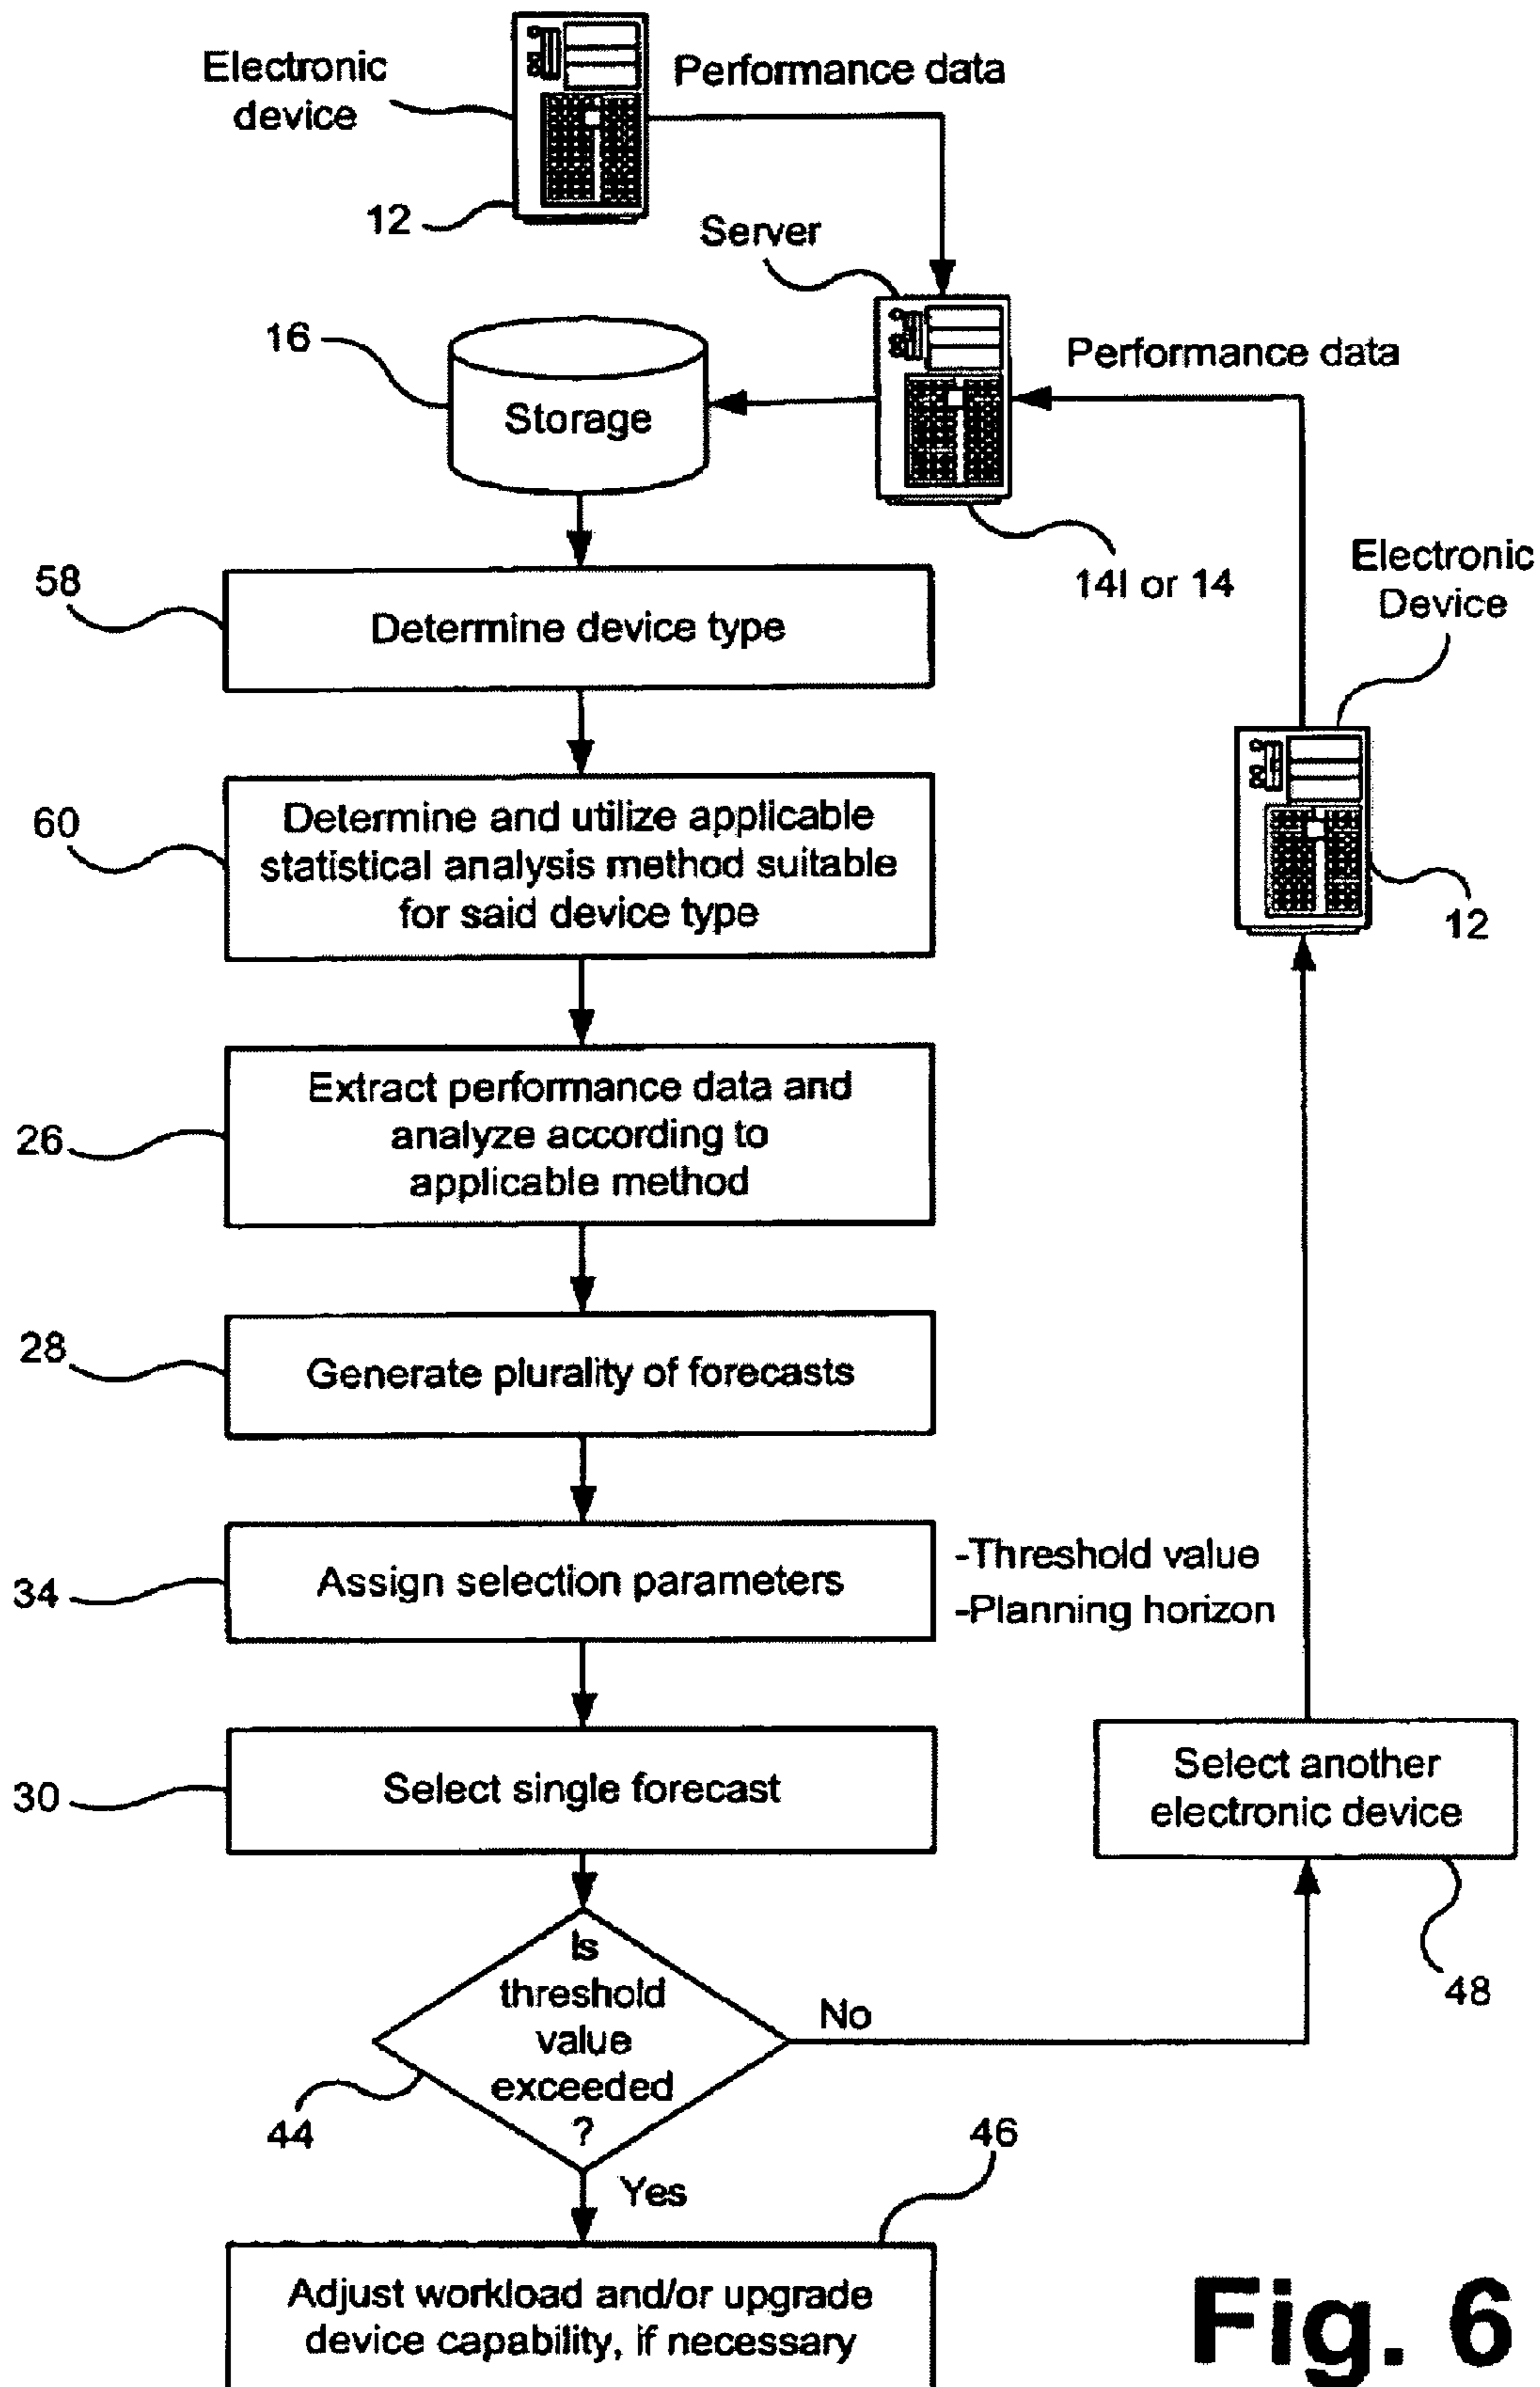 Electronic
device
Performance data
12
Server
16
Storage
Performance data
14I or 14
Electronic
Device
58
Determine device type
60
Determine and utilize applicable
statistical analysis method suitable
for said device type
12
26
Extract performance data and
analyze according to
applicable method
28
Generate plurality of forecasts
34
Assign selection parameters
-Threshold value
-Planning horizon
30
Select single forecast
Select another
electronic device
48
Is
threshold
value
exceeded
?
No
44
Yes
46
Adjust workload and/or upgrade
device capability, if necessary
Fig. 6